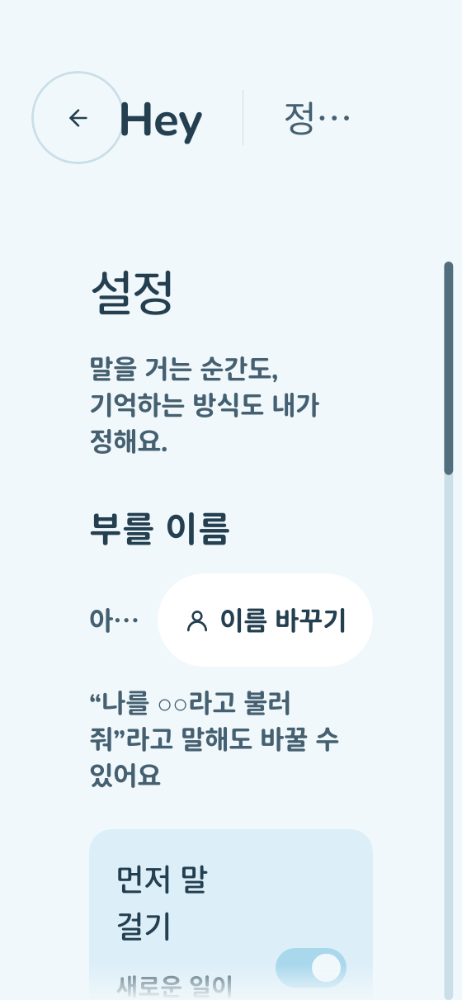 Hey
정…
설정
말을 거는 순간도,
기억하는 방식도 내가
정해요.
부를 이름
아…
이름 바꾸기
“나를 ○○라고 불러
줘”라고 말해도 바꿀 수
있어요
먼저 말
걸기
새로운 일이